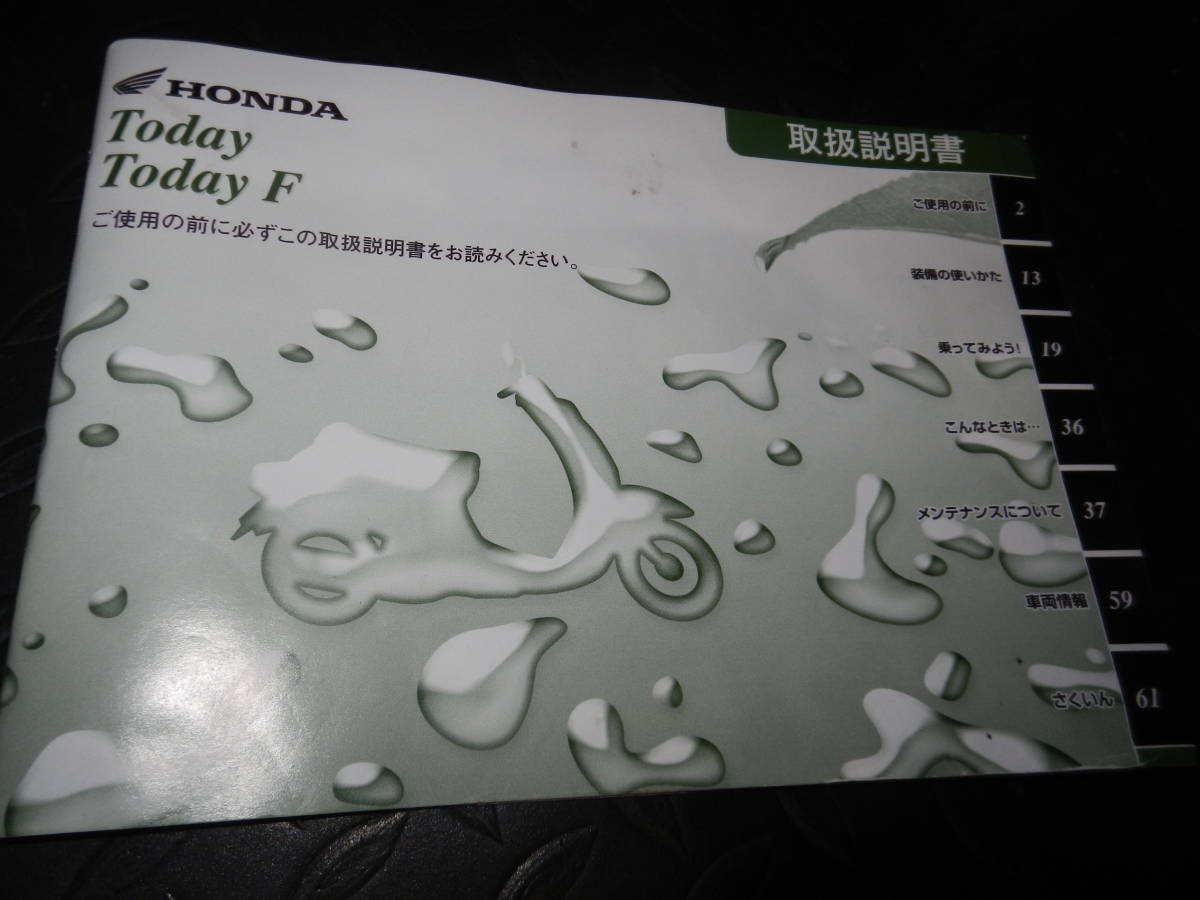 HONDA
Today
Today F
ご使用の前に必ずこの取扱説明書をお読みください。
取扱説明書
ご使用の前に 2
装備の使いかた 13
乗ってみよう! 19
こんなときは… 36
メンテナンスについて 37
車両情報 59
さくいん 61